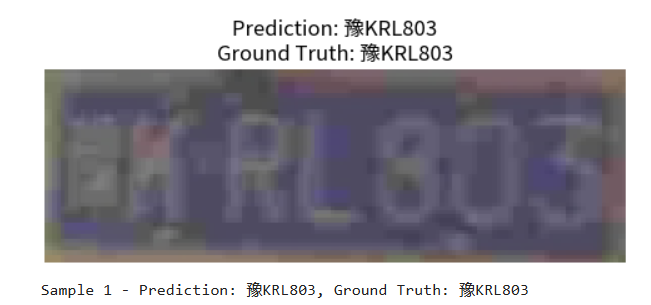 Prediction: 豫KRL803
Ground Truth: 豫KRL803
RL803
Sample 1 - Prediction: 豫KRL803, Ground Truth: 豫KRL803